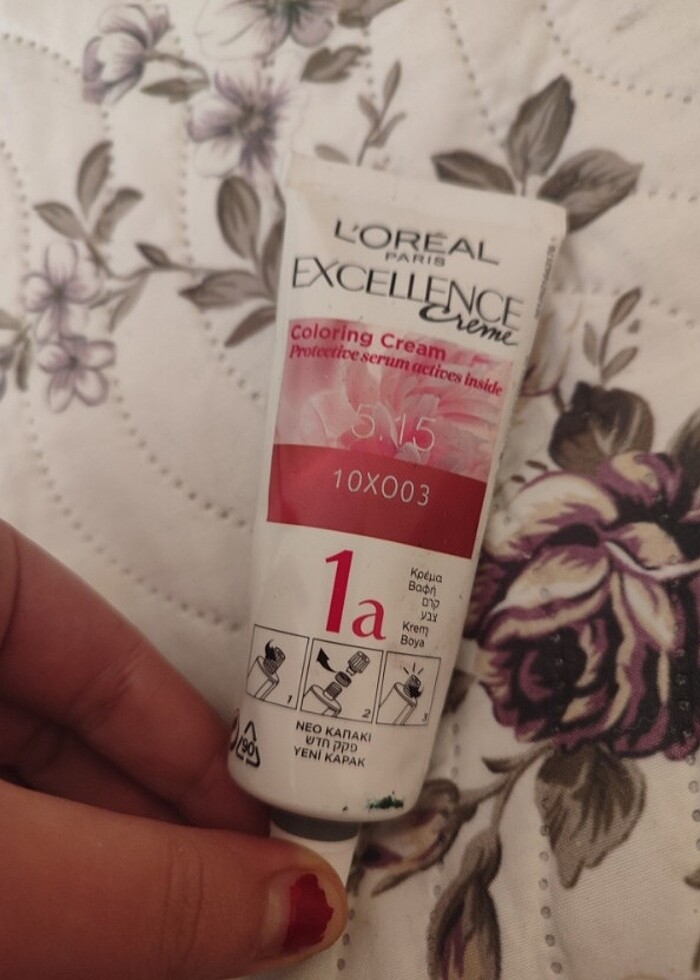 L'ORÉAL
PARIS
EXCELLENCE
Creme
Coloring Cream
Protective serum actives inside
5.15
10X003
1a
Κρέμα
Βαφή
קרם
צבע
Krem
Boya
1
2
3
ΝΕΟ ΚΑΠΑΚΙ
פקק חדש
YENİ KAPAK
90